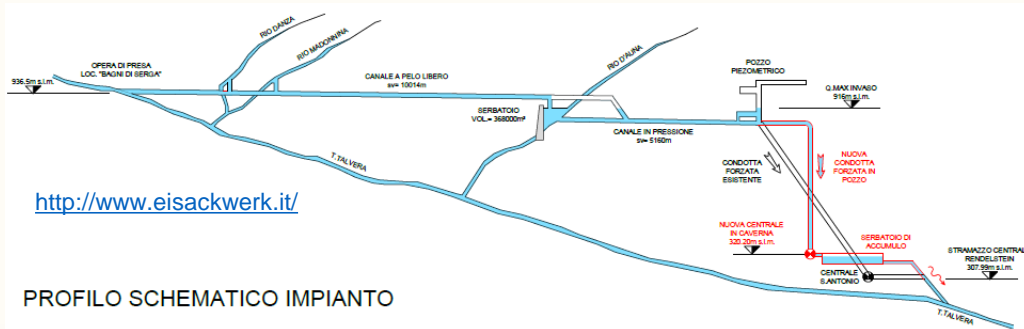 RIO DANZA
RIO MADONNINA
OPERA DI PRESA
LOC. "BAGNI DI SERGA"
936.5m s.l.m.
CANALE A PELO LIBERO
sv= 10014m
RIO D'AUNA
POZZO
PIEZOMETRICO
Q.MAX INVASO
916m s.l.m.
SERBATOIO
VOL.= 368000m³
CANALE IN PRESSIONE
sv= 5160m
T.TALVERA
CONDOTTA
FORZATA
ESISTENTE
NUOVA
CONDOTTA
FORZATA IN
POZZO
http://www.eisackwerk.it/
NUOVA CENTRALE
IN CAVERNA
320.20m s.l.m.
SERBATOIO DI
ACCUMULO
STRAMAZZO CENTRAL
RENDELSTEIN
307.99m s.l.m.
CENTRALE
S.ANTONIO
T.TALVERA
PROFILO SCHEMATICO IMPIANTO